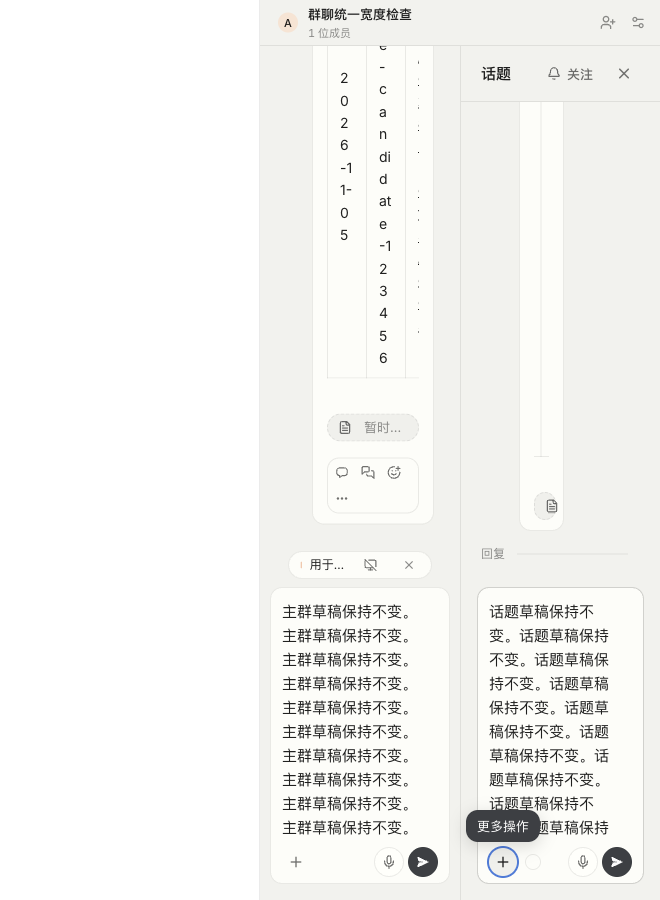 A
群聊统一宽度检查
1 位成员
话题
关注
2
0
2
6
-1
1-
0
5
e
-
c
a
n
di
d
at
e
-1
2
3
4
5
6
暂时...
用于...
回复
主群草稿保持不变。
主群草稿保持不变。
主群草稿保持不变。
主群草稿保持不变。
主群草稿保持不变。
主群草稿保持不变。
主群草稿保持不变。
主群草稿保持不变。
主群草稿保持不变。
主群草稿保持不变。
话题草稿保持不
变。话题草稿保持
不变。话题草稿保
持不变。话题草稿
保持不变。话题草
稿保持不变。话题
草稿保持不变。话
题草稿保持不变。
话题草稿保持不
题草稿保持
更多操作